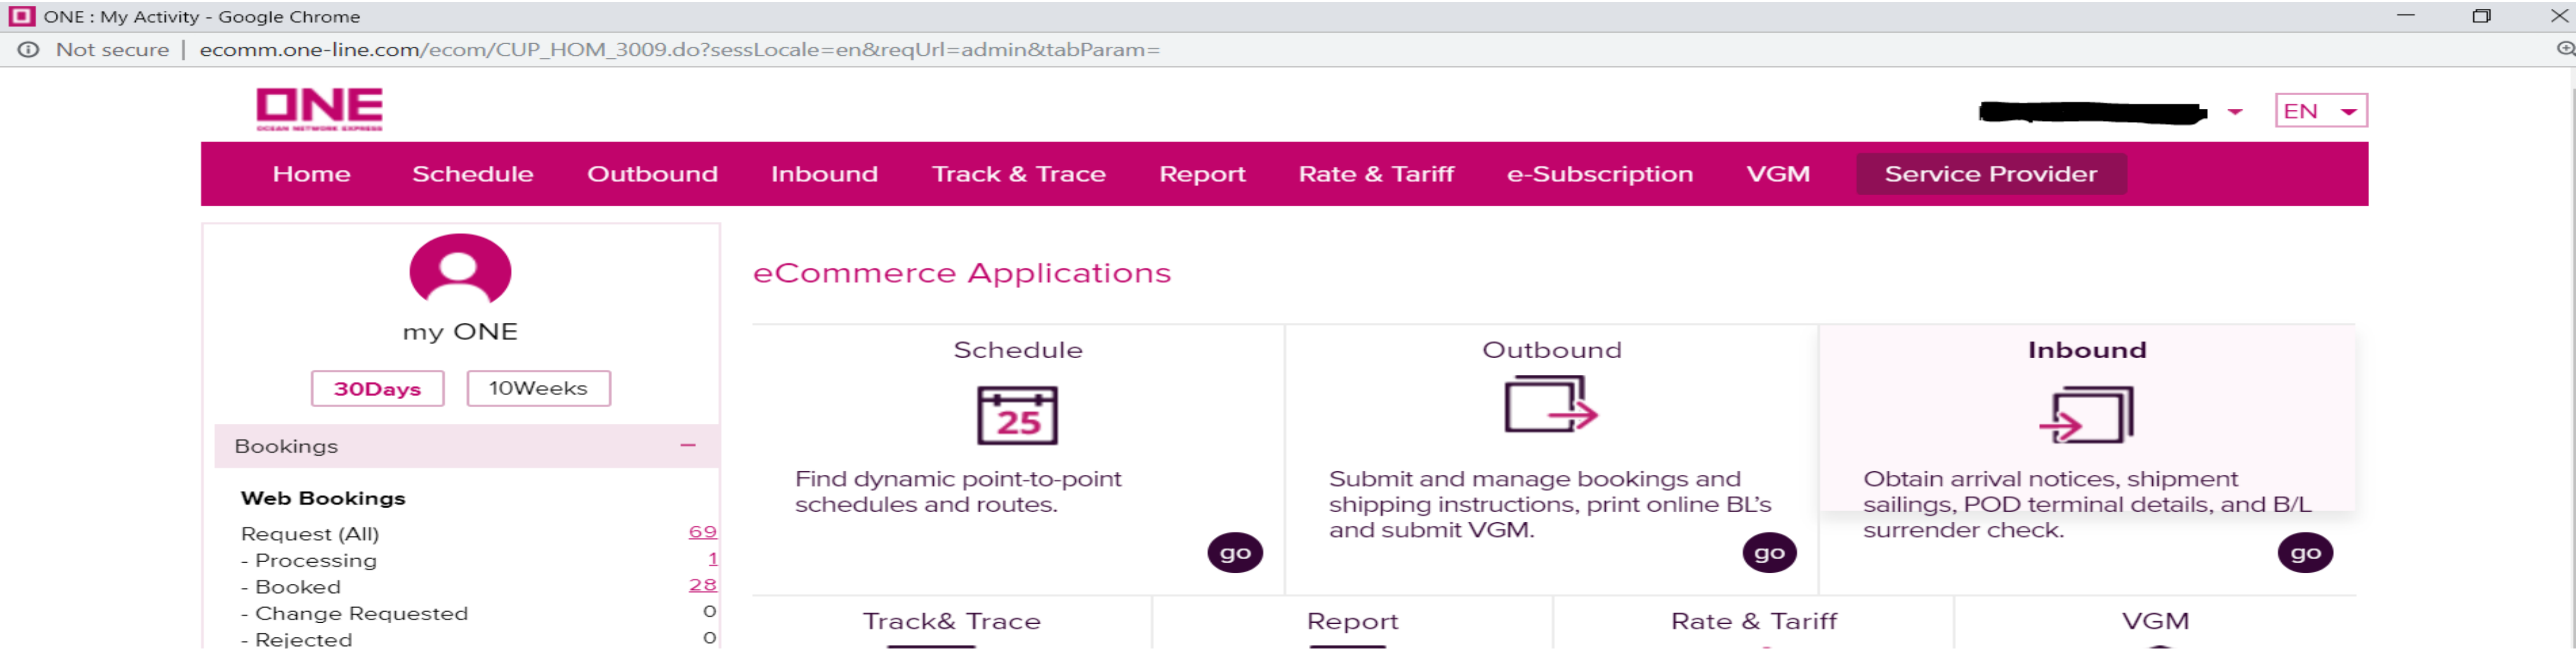 ONE : My Activity - Google Chrome
Not secure | ecomm.one-line.com/ecom/CUP_HOM_3009.do?sessLocale=en&reqUrl=admin&tabParam=
ONE
OCEAN NETWORK EXPRESS
EN
Home Schedule Outbound Inbound Track & Trace Report Rate & Tariff e-Subscription VGM Service Provider
my ONE
30Days 10Weeks
Bookings
Web Bookings
Request (All) 69
- Processing 1
- Booked 28
- Change Requested 0
- Rejected 0
eCommerce Applications
Schedule
25
Find dynamic point-to-point
schedules and routes.
go
Outbound
Submit and manage bookings and
shipping instructions, print online BL's
and submit VGM.
go
Inbound
Obtain arrival notices, shipment
sailings, POD terminal details, and B/L
surrender check.
go
Track& Trace
Report
Rate & Tariff
VGM